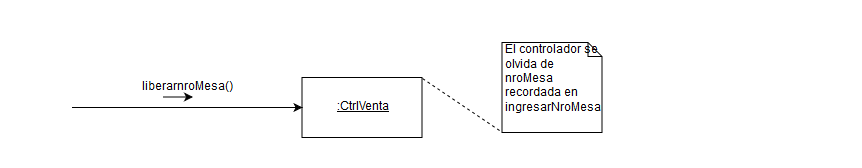 liberarnroMesa()
:CtrlVenta
El controlador se
olvida de
nroMesa
recordada en
ingresarNroMesa